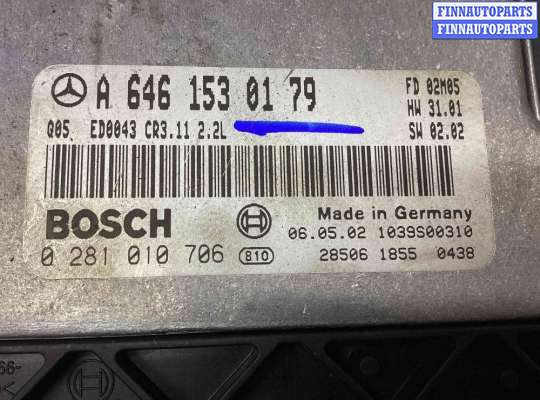 FINNAUTOPARTS
FINNAUTOPARTS
A 646 153 01 79
FD 02M05
HW 31.01
Q05 ED0043 CR3.11 2.2L
SW 02.02
BOSCH
Made in Germany
06.05.02 1039S00310
0 281 010 706
810
28506 1855 0438
66-